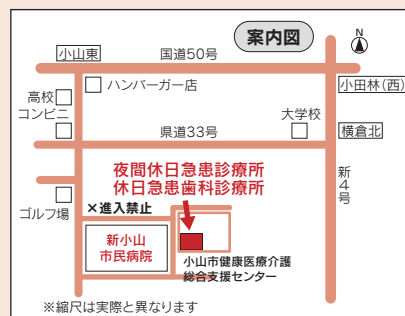 案内図
N
小山東
国道50号
ハンバーガー店
小田林(西)
高校
コンビニ
大学校
県道33号
横倉北
夜間休日急患診療所
休日急患歯科診療所
新4号
ゴルフ場
×進入禁止
新小山
市民病院
小山市健康医療介護
総合支援センター
※縮尺は実際と異なります